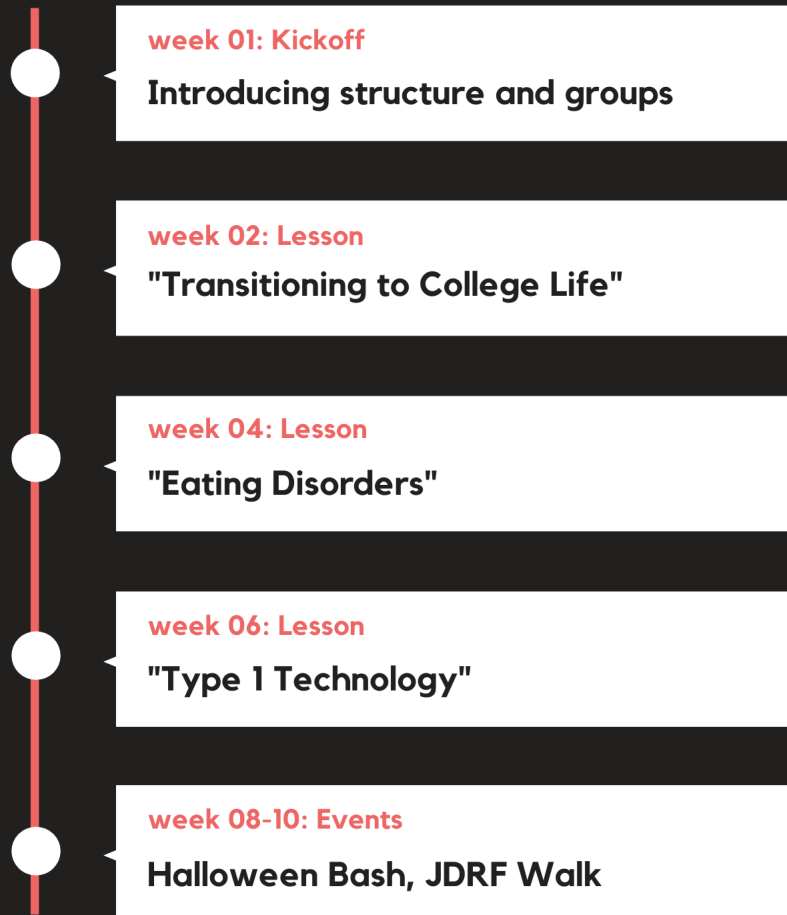 week 01: Kickoff
Introducing structure and groups
week 02: Lesson
"Transitioning to College Life"
week 04: Lesson
"Eating Disorders"
week 06: Lesson
"Type 1 Technology"
week 08-10: Events
Halloween Bash, JDRF Walk